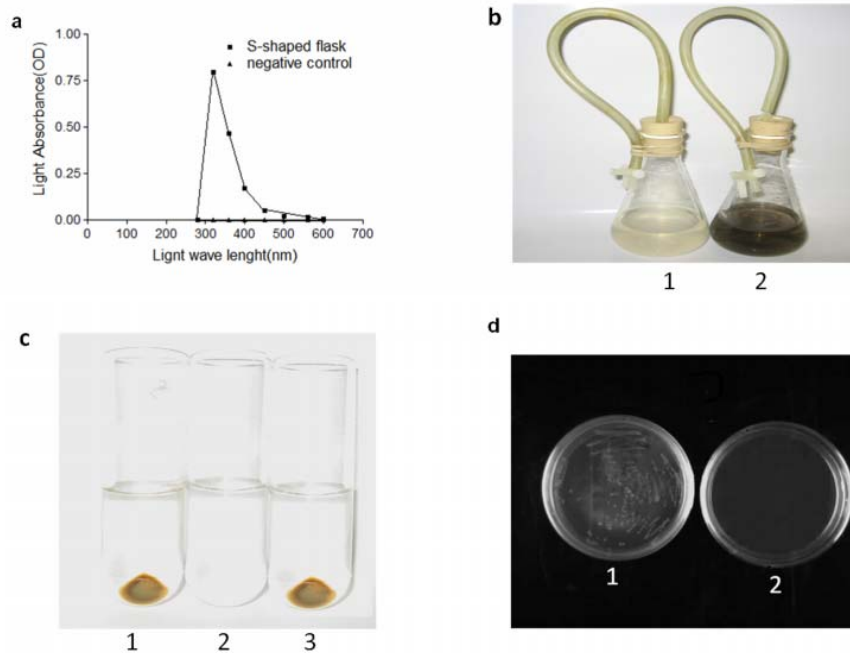 a
1.00
S-shaped flask
negative control
0.75
0.50
0.25
0.00
0 100 200 300 400 500 600 700
Light Absorbance(OD)
Lignt wave lenght(nm)
b
1 2
c
1 2 3
d
1
2